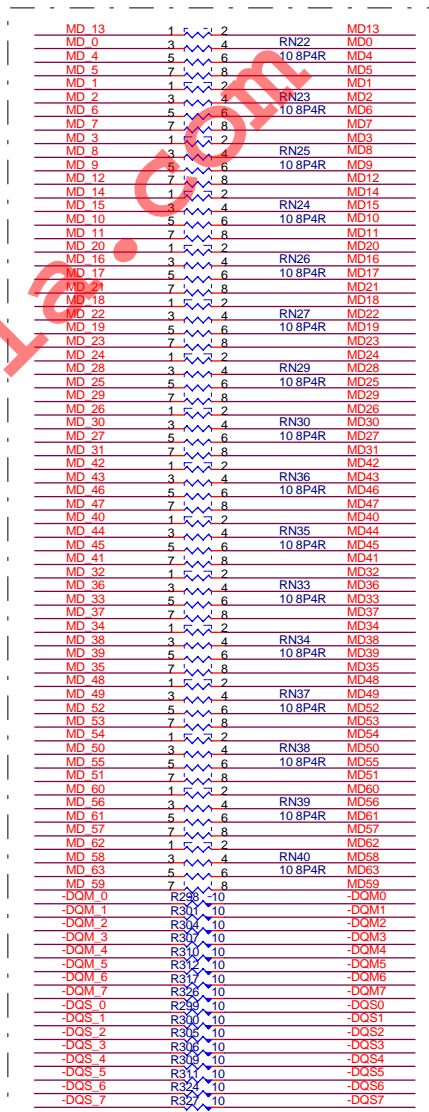 MD_13 1 2 MD13
MD_0 3 4 RN22 MD0
MD_4 5 6 10 8P4R MD4
MD_5 7 8 MD5
MD_1 1 2 MD1
MD_2 3 4 RN23 MD2
MD_6 5 6 10 8P4R MD6
MD_7 7 8 MD7
MD_3 1 2 MD3
MD_8 3 4 RN25 MD8
MD_9 5 6 10 8P4R MD9
MD_12 7 8 MD12
MD_14 1 2 MD14
MD_15 3 4 RN24 MD15
MD_10 5 6 10 8P4R MD10
MD_11 7 8 MD11
MD_20 1 2 MD20
MD_16 3 4 RN26 MD16
MD_17 5 6 10 8P4R MD17
MD_21 7 8 MD21
MD_18 1 2 MD18
MD_22 3 4 RN27 MD22
MD_19 5 6 10 8P4R MD19
MD_23 7 8 MD23
MD_24 1 2 MD24
MD_28 3 4 RN29 MD28
MD_25 5 6 10 8P4R MD25
MD_29 7 8 MD29
MD_26 1 2 MD26
MD_30 3 4 RN30 MD30
MD_27 5 6 10 8P4R MD27
MD_31 7 8 MD31
MD_42 1 2 MD42
MD_43 3 4 RN36 MD43
MD_46 5 6 10 8P4R MD46
MD_47 7 8 MD47
MD_40 1 2 MD40
MD_44 3 4 RN35 MD44
MD_45 5 6 10 8P4R MD45
MD_41 7 8 MD41
MD_32 1 2 MD32
MD_36 3 4 RN33 MD36
MD_33 5 6 10 8P4R MD33
MD_37 7 8 MD37
MD_34 1 2 MD34
MD_38 3 4 RN34 MD38
MD_39 5 6 10 8P4R MD39
MD_35 7 8 MD35
MD_48 1 2 MD48
MD_49 3 4 RN37 MD49
MD_52 5 6 10 8P4R MD52
MD_53 7 8 MD53
MD_54 1 2 MD54
MD_50 3 4 RN38 MD50
MD_55 5 6 10 8P4R MD55
MD_51 7 8 MD51
MD_60 1 2 MD60
MD_56 3 4 RN39 MD56
MD_61 5 6 10 8P4R MD61
MD_57 7 8 MD57
MD_62 1 2 MD62
MD_58 3 4 RN40 MD58
MD_63 5 6 10 8P4R MD63
MD_59 7 8 MD59
-DQM_0 R298 10 -DQM0
-DQM_1 R301 10 -DQM1
-DQM_2 R304 10 -DQM2
-DQM_3 R307 10 -DQM3
-DQM_4 R310 10 -DQM4
-DQM_5 R312 10 -DQM5
-DQM_6 R317 10 -DQM6
-DQM_7 R326 10 -DQM7
-DQS_0 R299 10 -DQS0
-DQS_1 R300 10 -DQS1
-DQS_2 R305 10 -DQS2
-DQS_3 R306 10 -DQS3
-DQS_4 R309 10 -DQS4
-DQS_5 R311 10 -DQS5
-DQS_6 R324 10 -DQS6
-DQS_7 R327 10 -DQS7
a.com